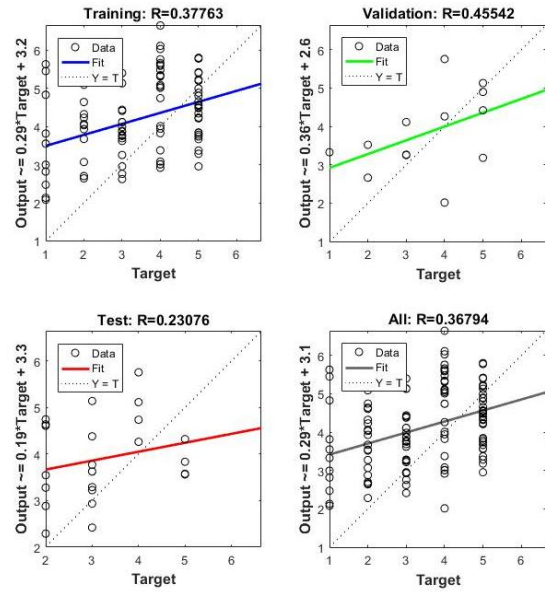 Training: R=0.37763
Output ~= 0.29*Target + 3.2
6
5
4
3
2
1
Data
Fit
Y = T
1 2 3 4 5 6
Target
Validation: R=0.45542
Output ~= 0.36*Target + 2.6
6
5
4
3
2
1
Data
Fit
Y = T
1 2 3 4 5 6
Target
Test: R=0.23076
Output ~= 0.19*Target + 3.3
6
5
4
3
2
Data
Fit
Y = T
2 3 4 5 6
Target
All: R=0.36794
Output ~= 0.29*Target + 3.1
6
5
4
3
2
1
Data
Fit
Y = T
1 2 3 4 5 6
Target